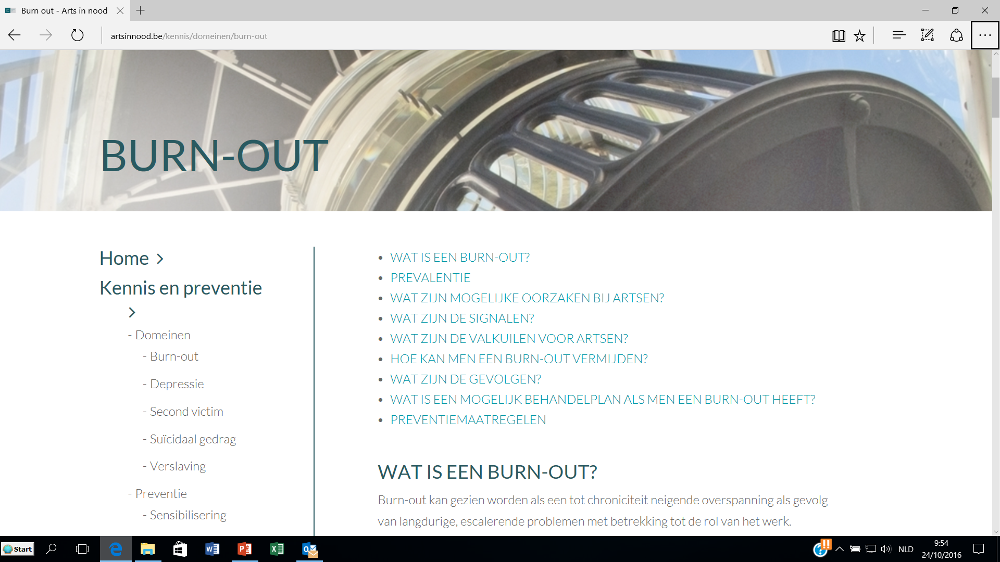 Burn out - Arts in nood
artsinnood.be/kennis/domeinen/burn-out
BURN-OUT
Home
Kennis en preventie
- Domeinen
- Burn-out
- Depressie
- Second victim
- Suïcidaal gedrag
- Verslaving
- Preventie
- Sensibilisering
• WAT IS EEN BURN-OUT?
• PREVALENTIE
• WAT ZIJN MOGELIJKE OORZAKEN BIJ ARTSEN?
• WAT ZIJN DE SIGNALEN?
• WAT ZIJN DE VALKUILEN VOOR ARTSEN?
• HOE KAN MEN EEN BURN-OUT VERMIJDEN?
• WAT ZIJN DE GEVOLGEN?
• WAT IS EEN MOGELIJK BEHANDELPLAN ALS MEN EEN BURN-OUT HEEFT?
• PREVENTIEMAATREGELEN
WAT IS EEN BURN-OUT?
Burn-out kan gezien worden als een tot chroniciteit neigende overspanning als gevolg
van langdurige, escalerende problemen met betrekking tot de rol van het werk.
Start
NLD
9:54
24/10/2016